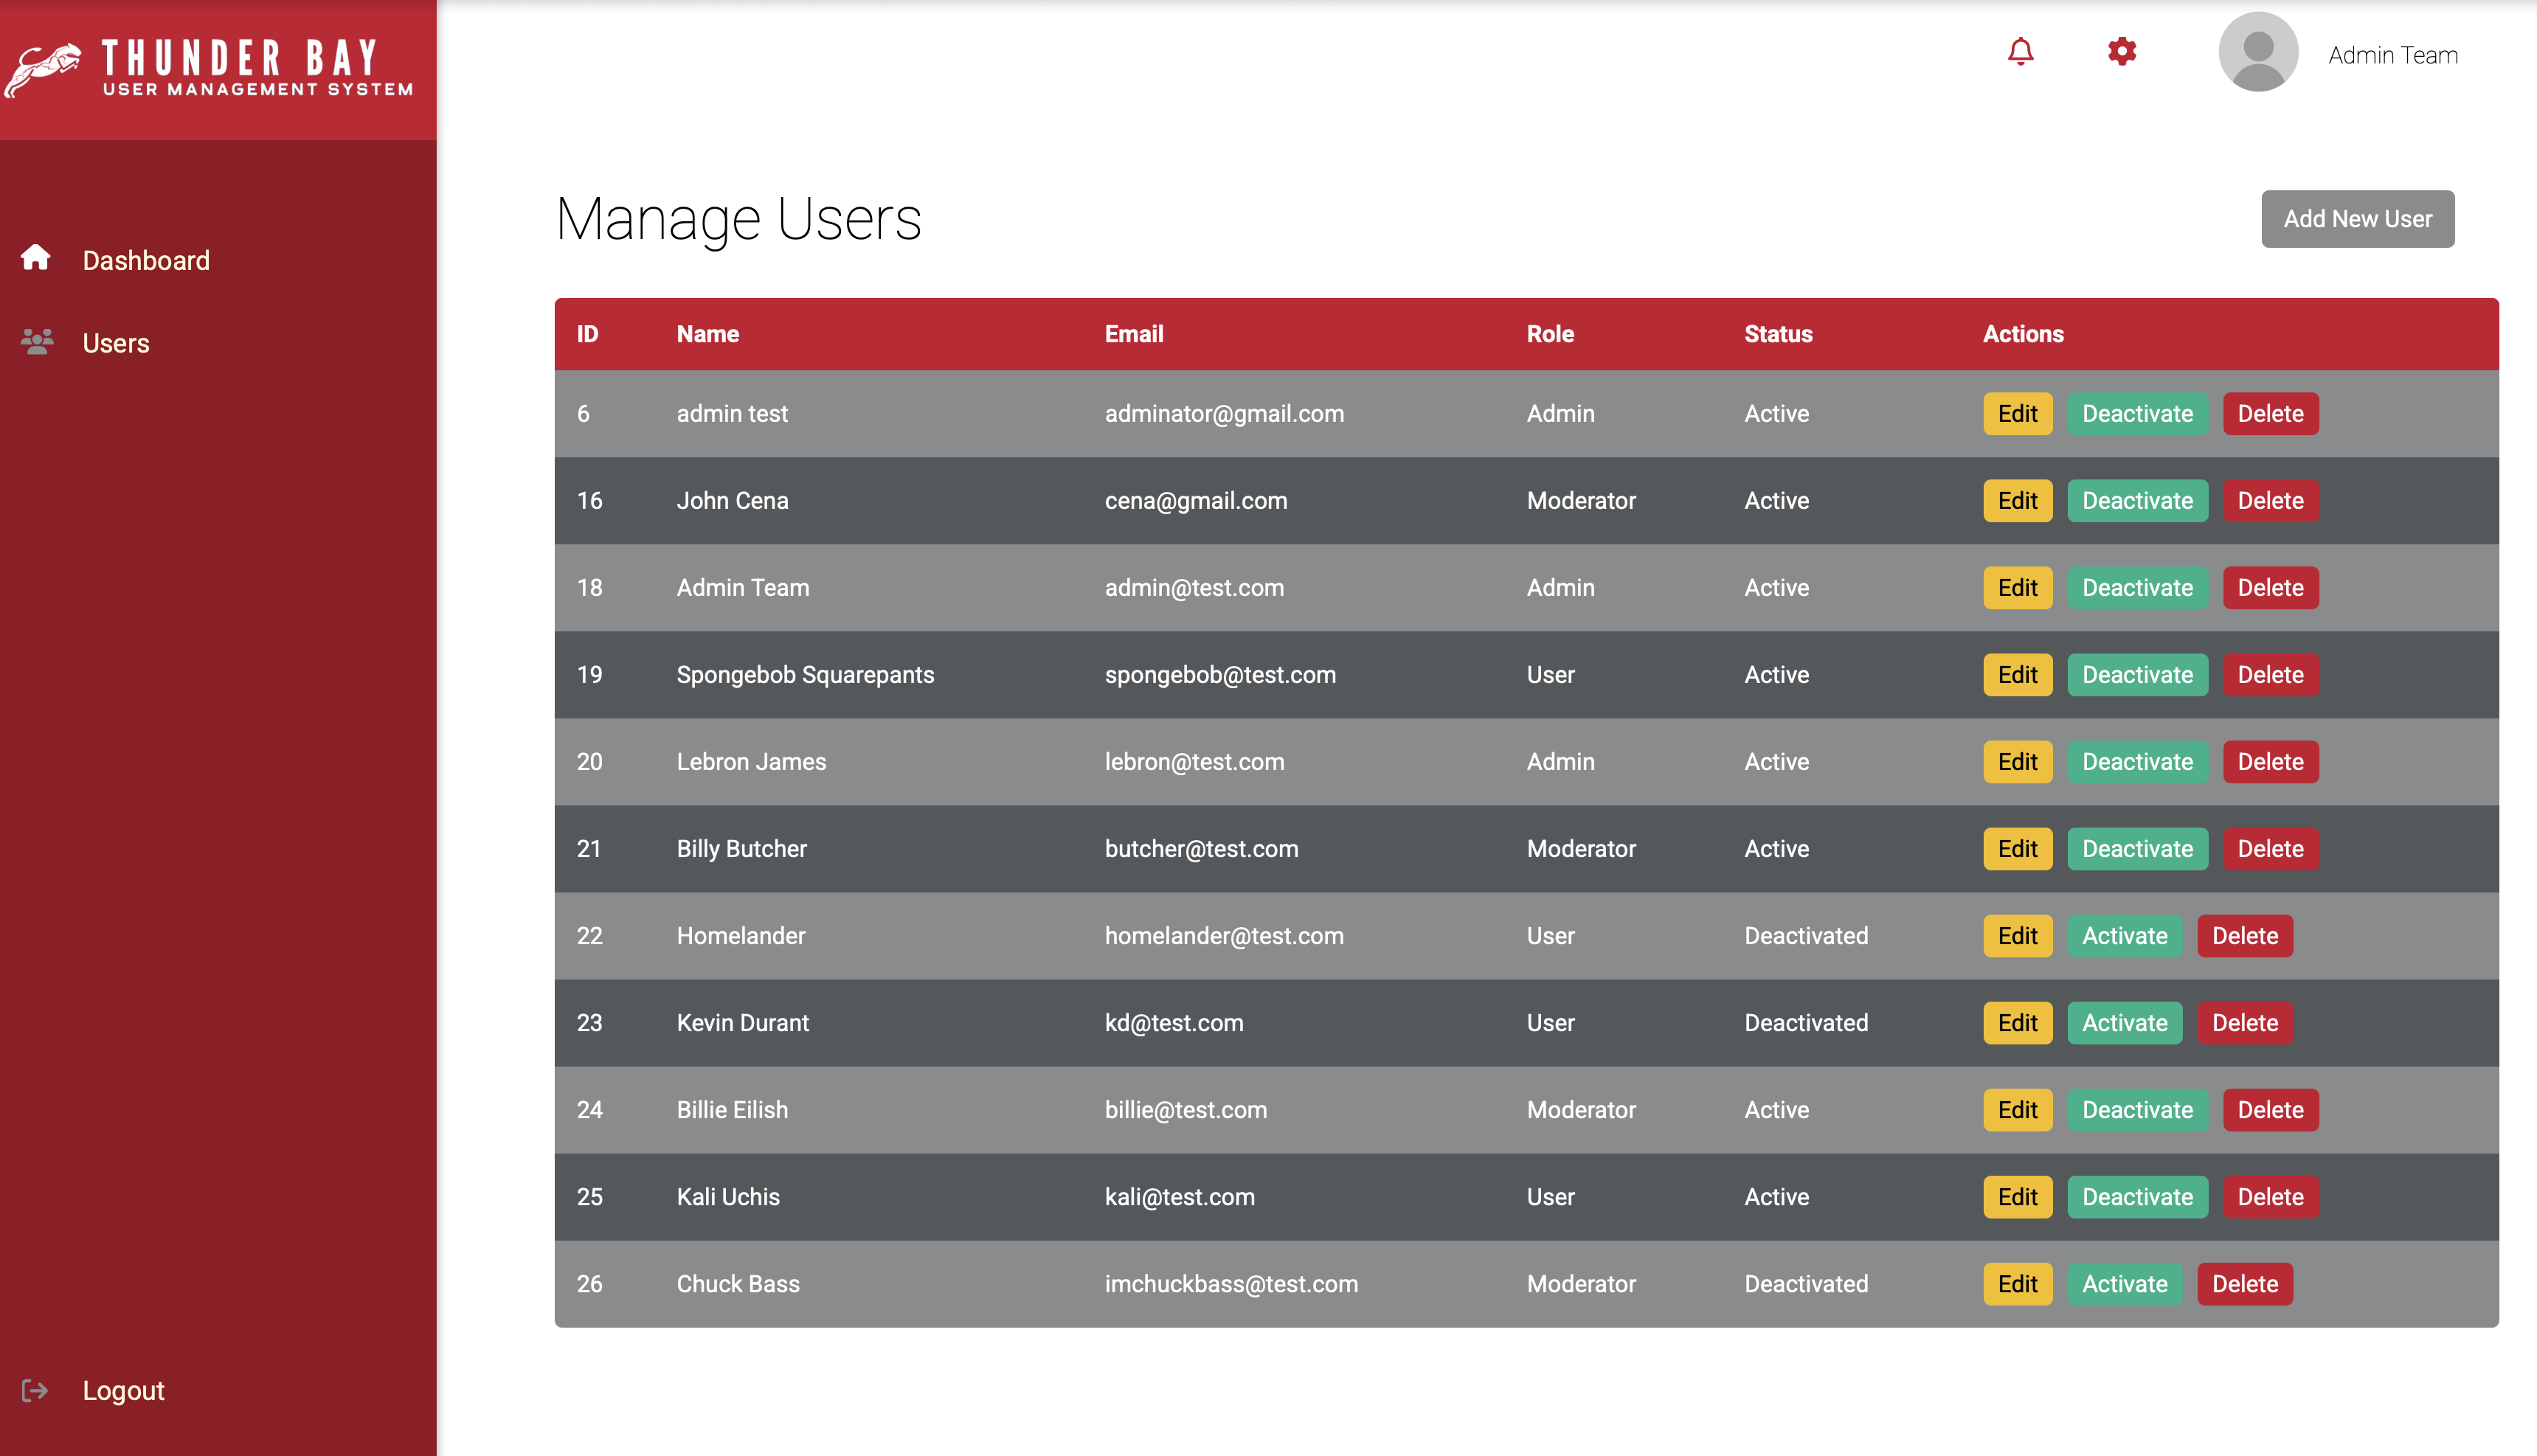 THUNDER BAY
USER MANAGEMENT SYSTEM
Admin Team
Dashboard
Users
Logout
Manage Users
Add New User
ID Name Email Role Status Actions
6 admin test adminator@gmail.com Admin Active Edit Deactivate Delete
16 John Cena cena@gmail.com Moderator Active Edit Deactivate Delete
18 Admin Team admin@test.com Admin Active Edit Deactivate Delete
19 Spongebob Squarepants spongebob@test.com User Active Edit Deactivate Delete
20 Lebron James lebron@test.com Admin Active Edit Deactivate Delete
21 Billy Butcher butcher@test.com Moderator Active Edit Deactivate Delete
22 Homelander homelander@test.com User Deactivated Edit Activate Delete
23 Kevin Durant kd@test.com User Deactivated Edit Activate Delete
24 Billie Eilish billie@test.com Moderator Active Edit Deactivate Delete
25 Kali Uchis kali@test.com User Active Edit Deactivate Delete
26 Chuck Bass imchuckbass@test.com Moderator Deactivated Edit Activate Delete